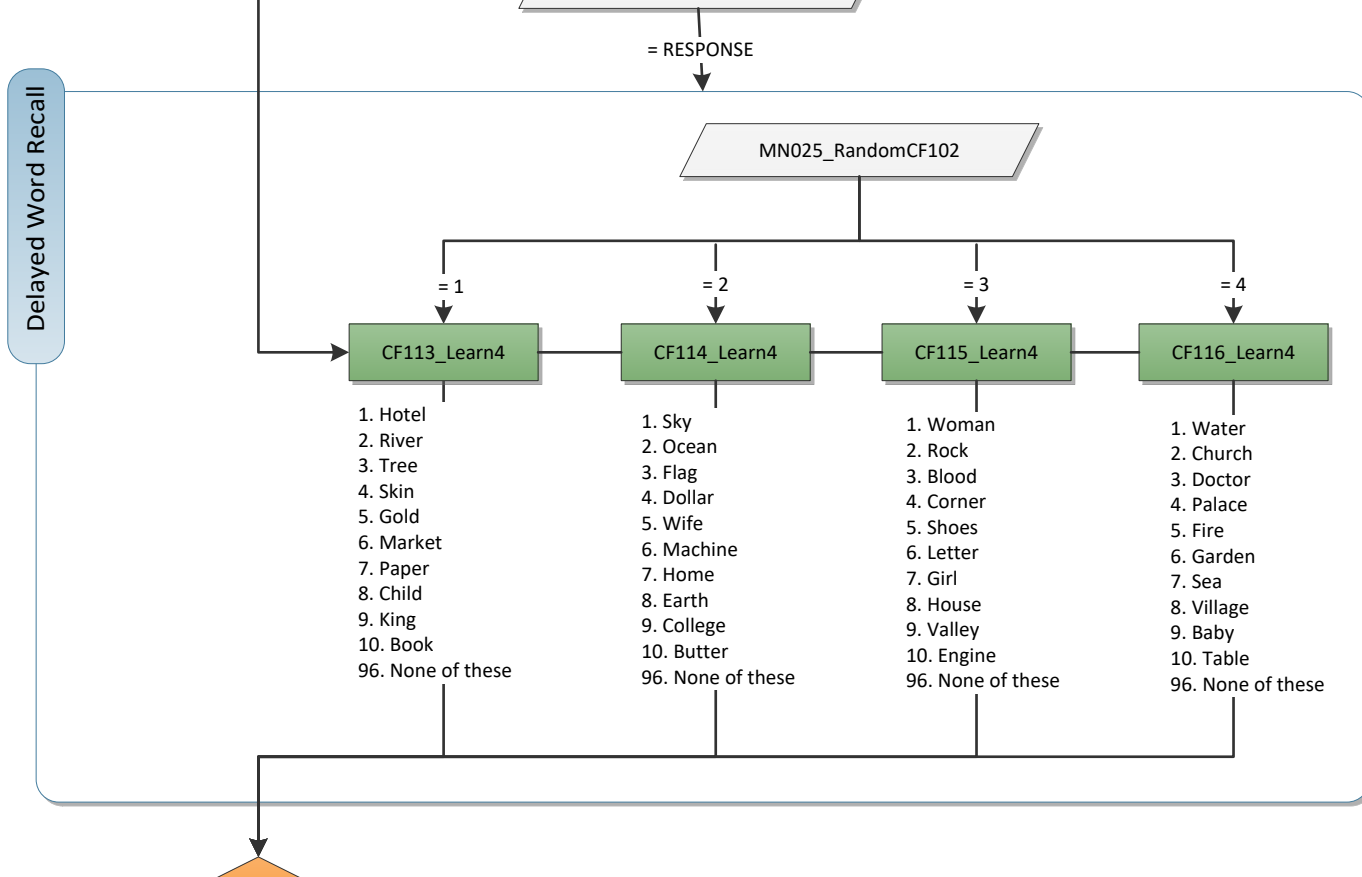 = RESPONSE
Delayed Word Recall
MN025_RandomCF102
= 1
= 2
= 3
= 4
CF113_Learn4
CF114_Learn4
CF115_Learn4
CF116_Learn4
1. Hotel
2. River
3. Tree
4. Skin
5. Gold
6. Market
7. Paper
8. Child
9. King
10. Book
96. None of these
1. Sky
2. Ocean
3. Flag
4. Dollar
5. Wife
6. Machine
7. Home
8. Earth
9. College
10. Butter
96. None of these
1. Woman
2. Rock
3. Blood
4. Corner
5. Shoes
6. Letter
7. Girl
8. House
9. Valley
10. Engine
96. None of these
1. Water
2. Church
3. Doctor
4. Palace
5. Fire
6. Garden
7. Sea
8. Village
9. Baby
10. Table
96. None of these